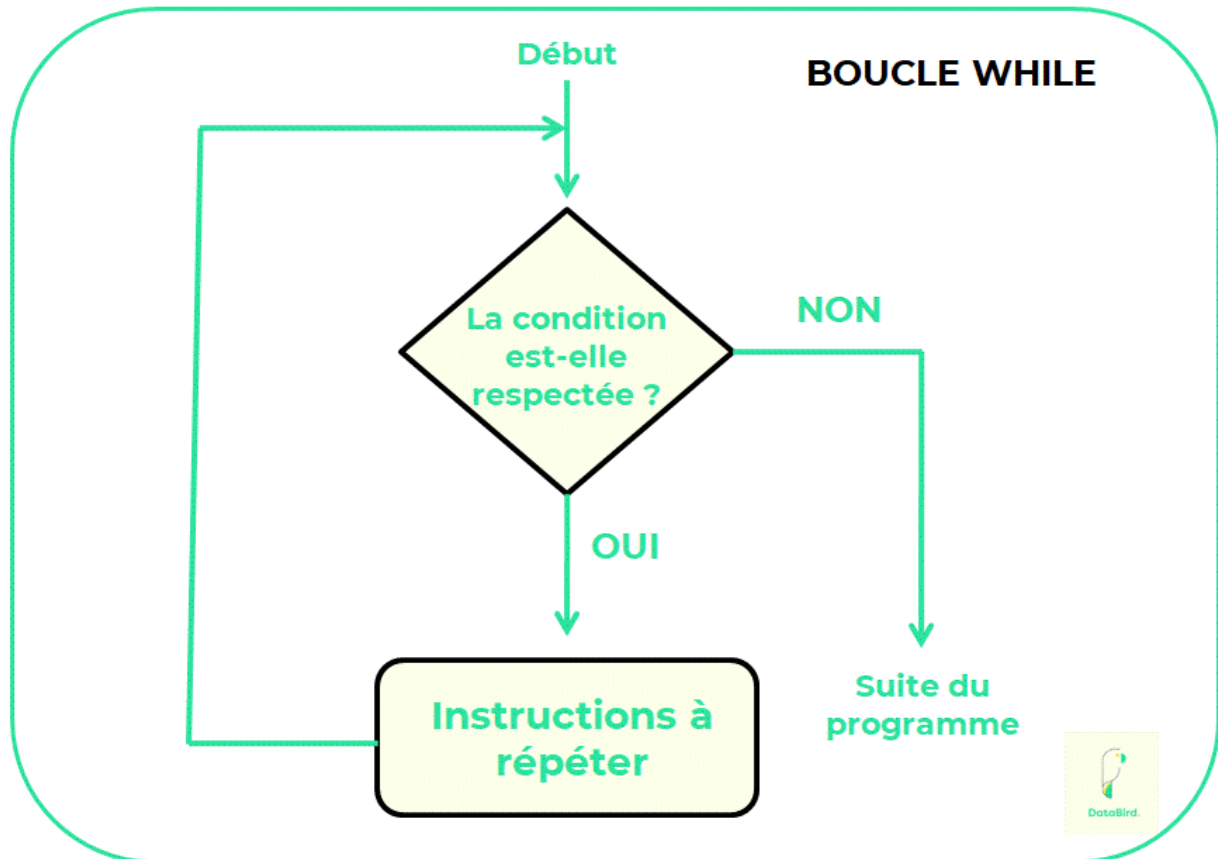 Début
BOUCLE WHILE
La condition
est-elle
respectée ?
NON
OUI
Instructions à
répéter
Suite du
programme
DataBird.